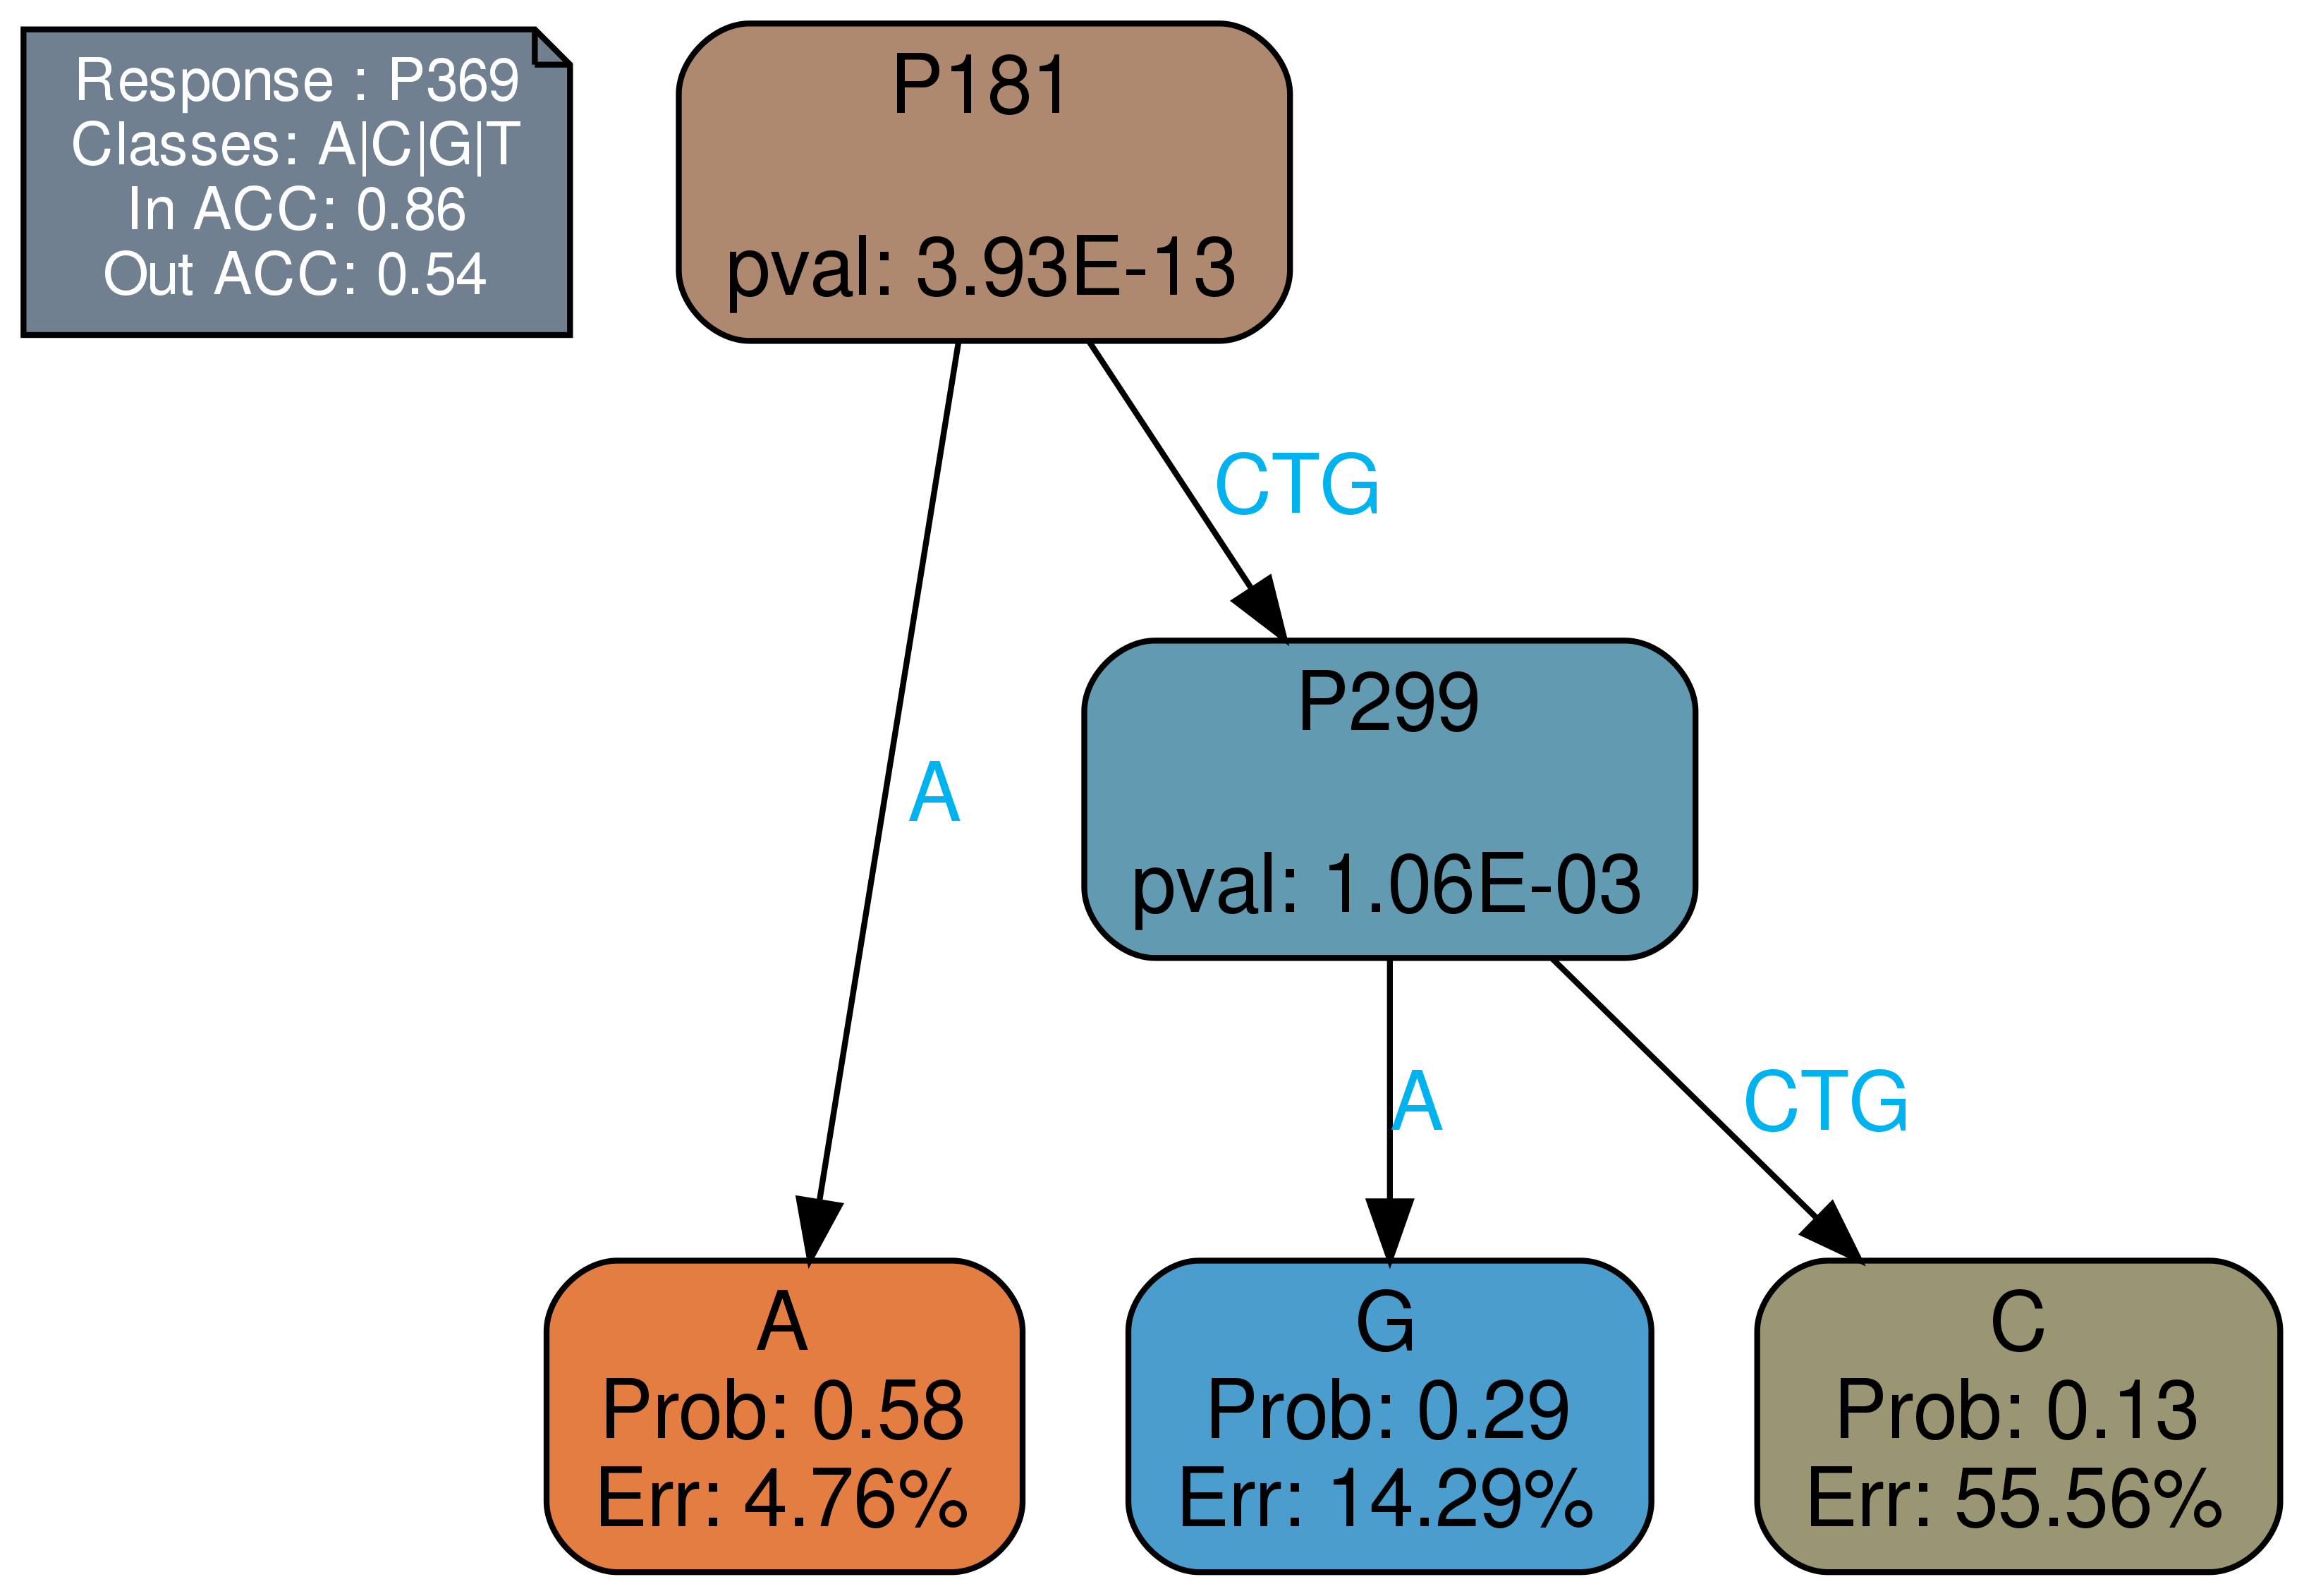 Response : P369
Classes: A|C|G|T
In ACC: 0.86
Out ACC: 0.54
P181
pval: 3.93E-13
CTG
A
P299
pval: 1.06E-03
A
CTG
A
Prob: 0.58
Err: 4.76%
G
Prob: 0.29
Err: 14.29%
C
Prob: 0.13
Err: 55.56%